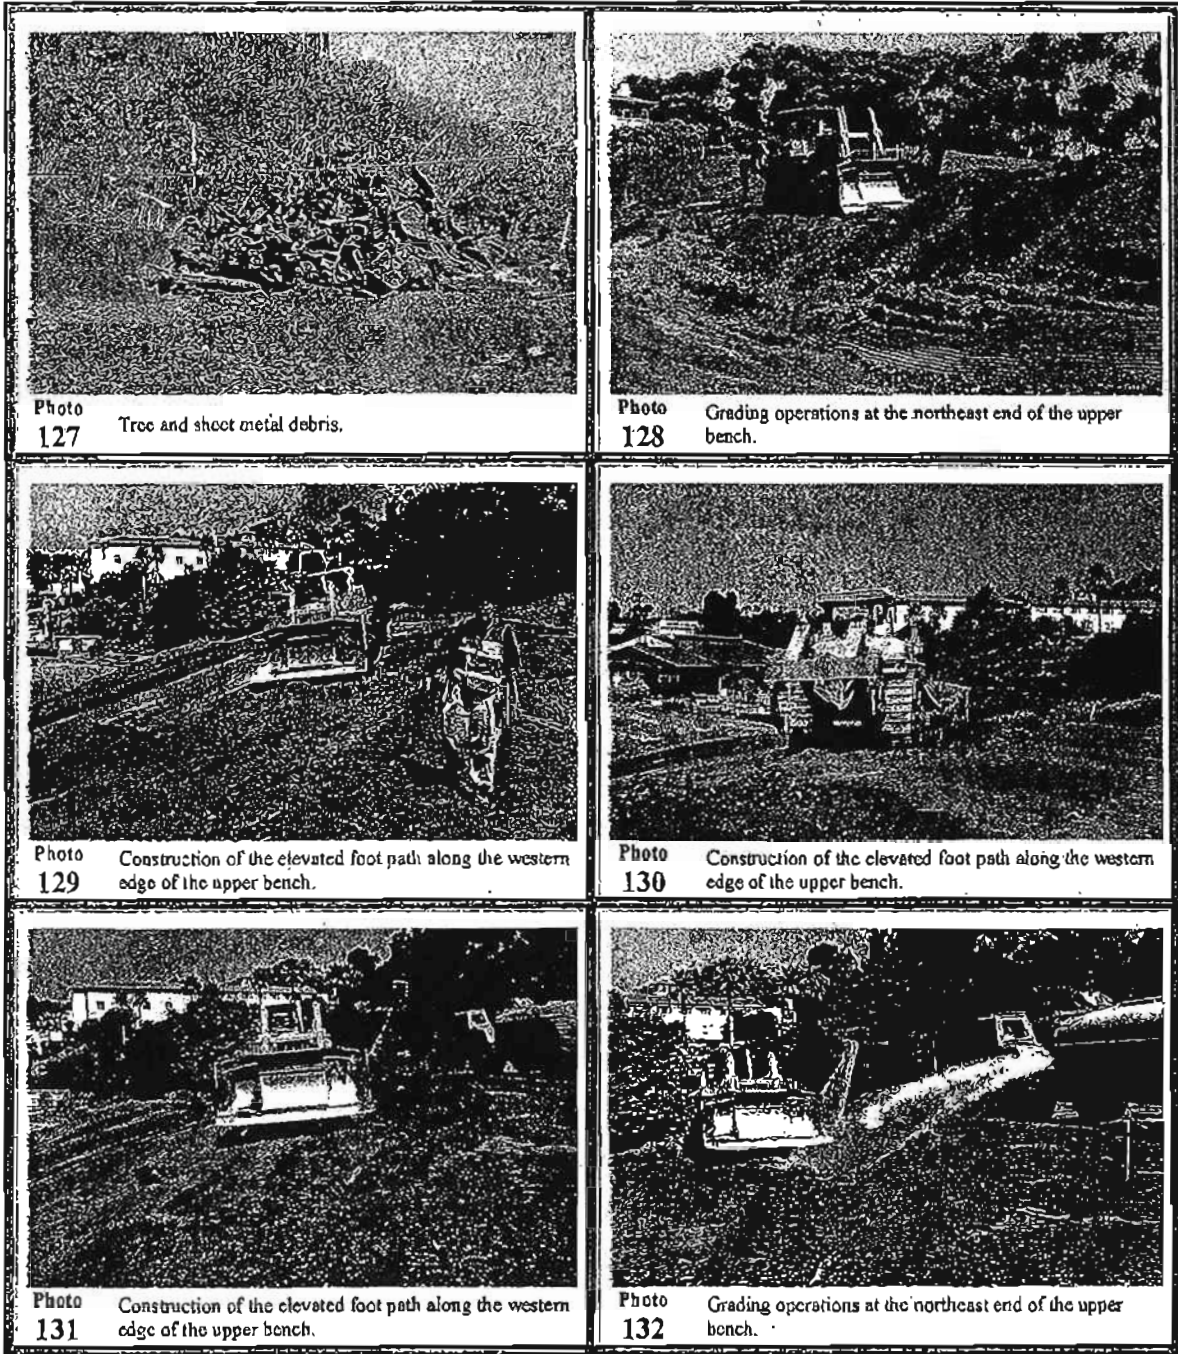 Photo
127
Tree and sheet metal debris.
Photo
128
Grading operations at the northeast end of the upper
bench.
Photo
129
Construction of the elevated foot path along the western
edge of the upper bench.
Photo
130
Construction of the elevated foot path along the western
edge of the upper bench.
Photo
131
Construction of the elevated foot path along the western
edge of the upper bench.
Photo
132
Grading operations at the northeast end of the upper
bench.